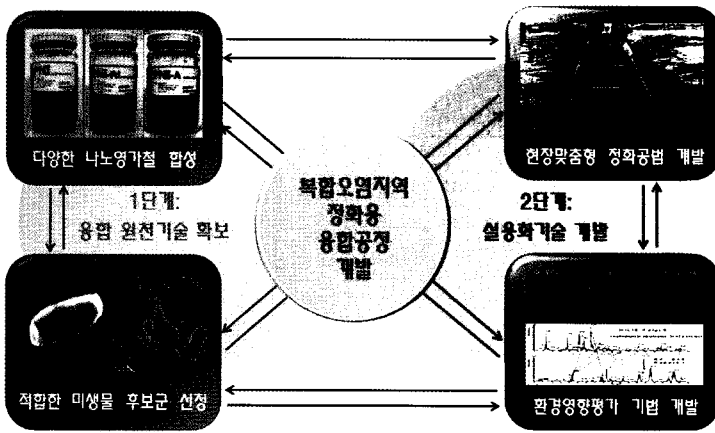 다양한 나노영가철 합성
현장맞춤형 정화공법 개발
1단계:
융합 원천기술 확보
복합오염지역
정화용
융합공정
개발
2단계:
실용화기술 개발
적합한 미생물 후보군 선정
환경영향평가 기법 개발